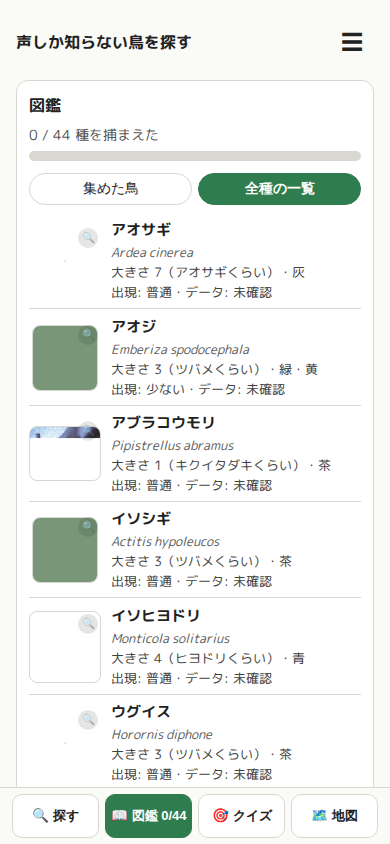 声しか知らない鳥を探す
図鑑
0 / 44 種を捕まえた
集めた鳥
全種の一覧
アオサギ
Ardea cinerea
大きさ 7（アオサギくらい）・灰
出現: 普通・データ: 未確認
アオジ
Emberiza spodocephala
大きさ 3（ツバメくらい）・緑・黄
出現: 少ない・データ: 未確認
アブラコウモリ
Pipistrellus abramus
大きさ 1（キクイタダキくらい）・茶
出現: 普通・データ: 未確認
イソシギ
Actitis hypoleucos
大きさ 3（ツバメくらい）・茶
出現: 普通・データ: 未確認
イソヒヨドリ
Monticola solitarius
大きさ 4（ヒヨドリくらい）・青
出現: 普通・データ: 未確認
ウグイス
Horornis diphone
大きさ 3（ツバメくらい）・茶
出現: 普通・データ: 未確認
探す
図鑑 0/44
クイズ
地図